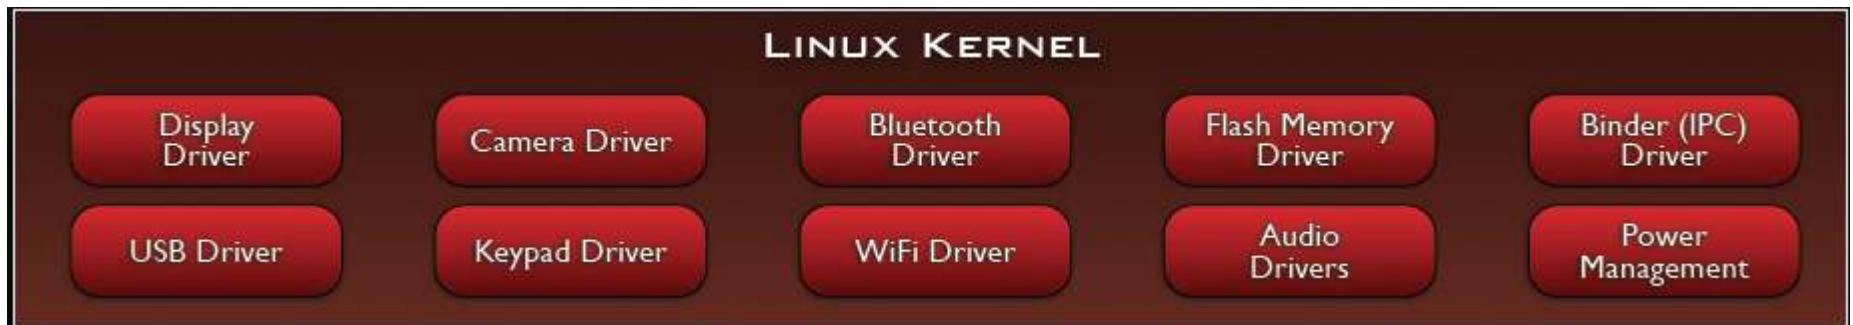 LINUX KERNEL
Display
Driver
Camera Driver
Bluetooth
Driver
Flash Memory
Driver
Binder (IPC)
Driver
USB Driver
Keypad Driver
WiFi Driver
Audio
Drivers
Power
Management